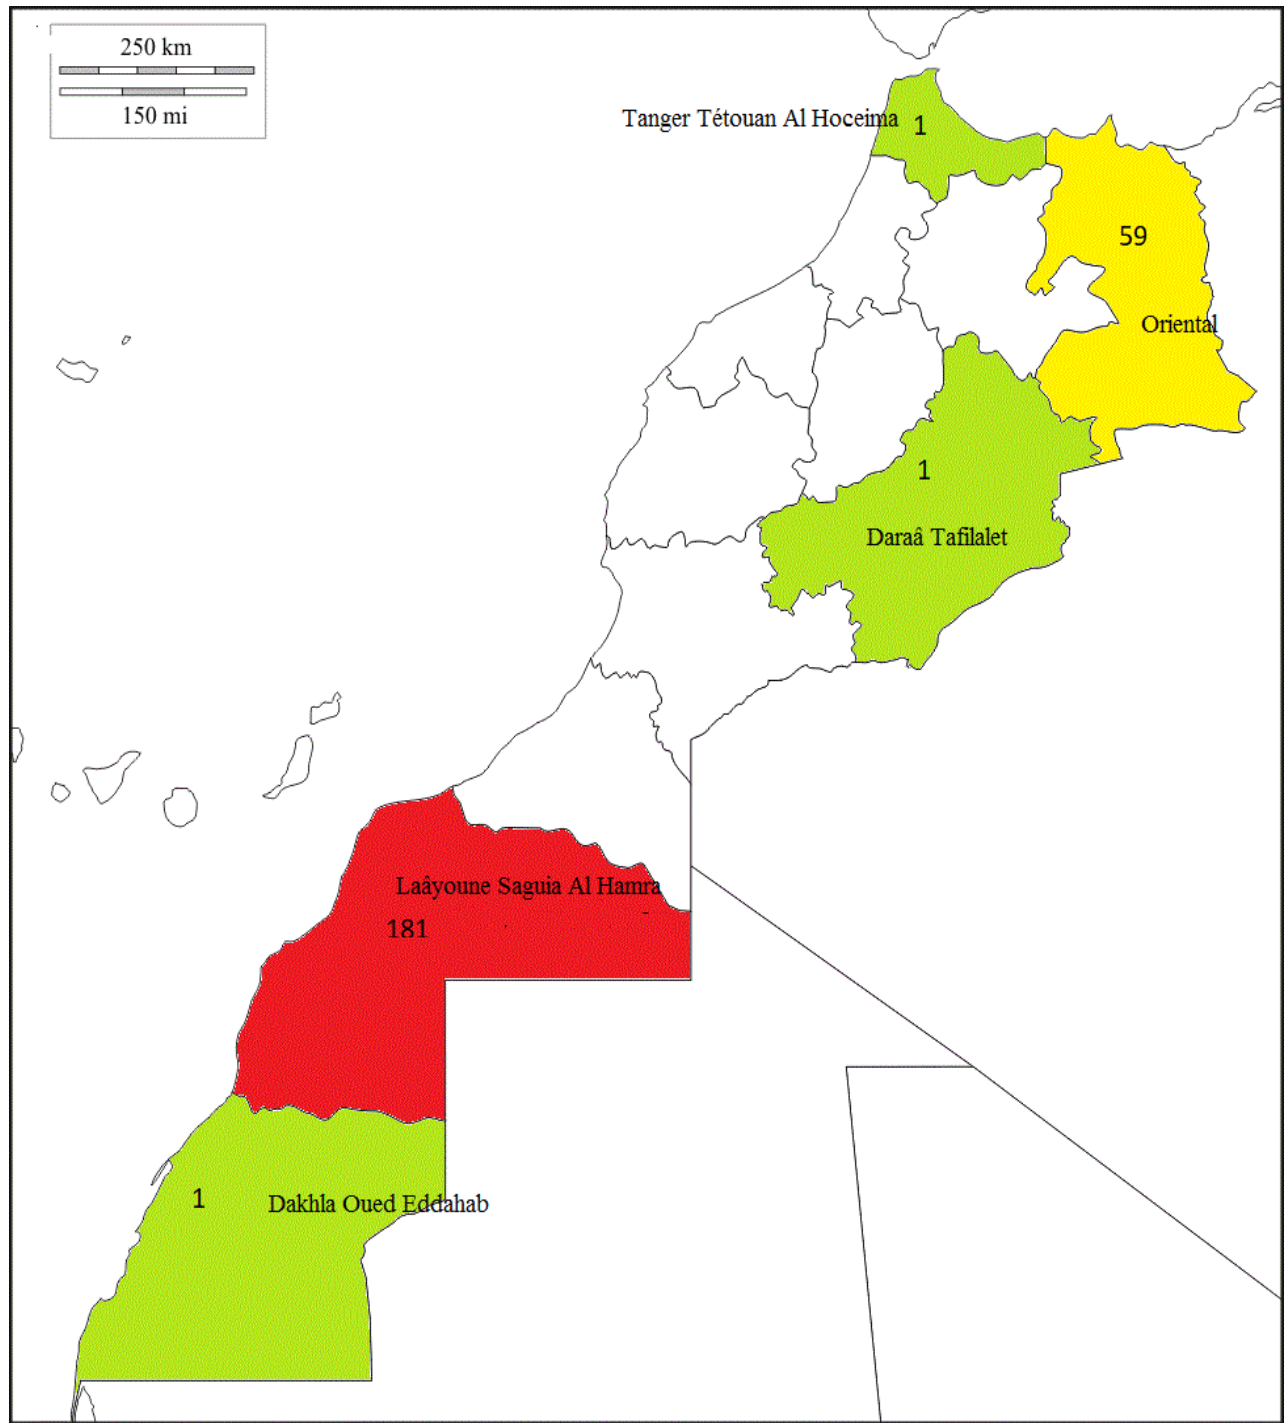 250 km
150 mi
Tanger Tétouan Al Hoceima
1
59
Oriental
1
Daraâ Tafilalet
Laâyoune Saguia Al Hamra
181
1
Dakhla Oued Eddahab